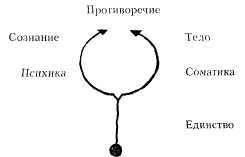 Противоречие
Сознание
Тело
Психика
Соматика
Единство